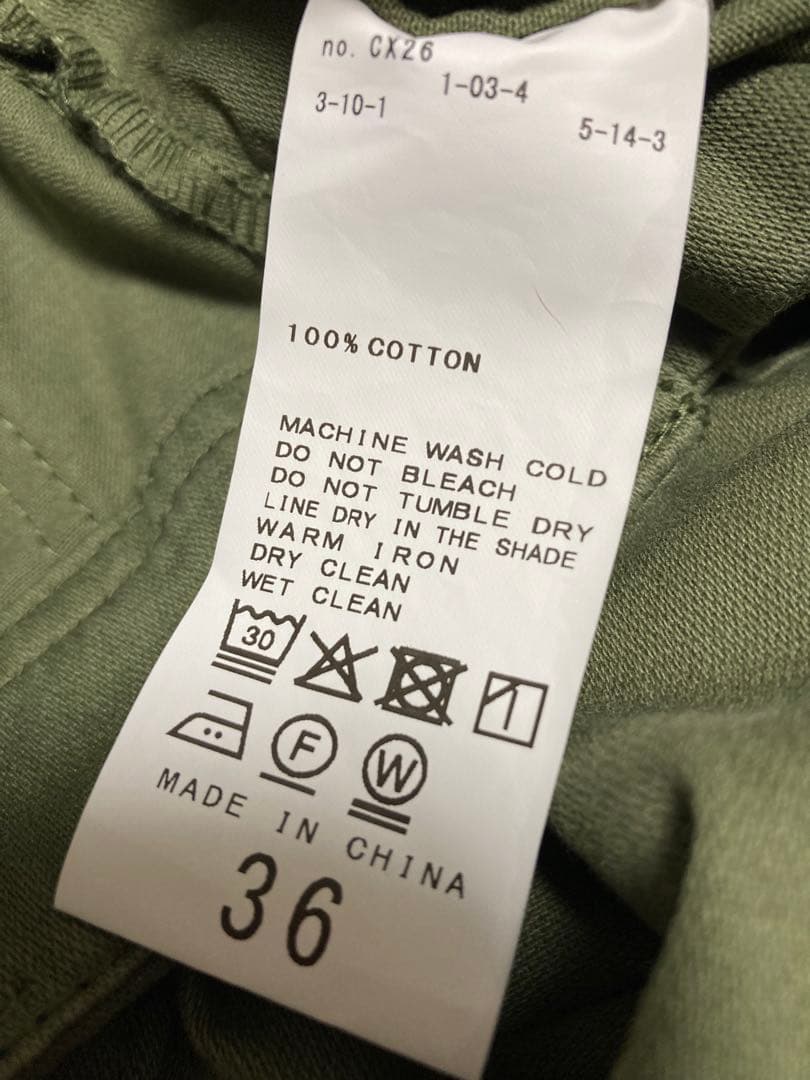 no. CX26
1-03-4
3-10-1
5-14-3
100% COTTON
MACHINE WASH COLD
DO NOT BLEACH
DO NOT TUMBLE DRY
LINE DRY IN THE SHADE
WARM IRON
DRY CLEAN
WET CLEAN
30
F W
MADE IN CHINA
36